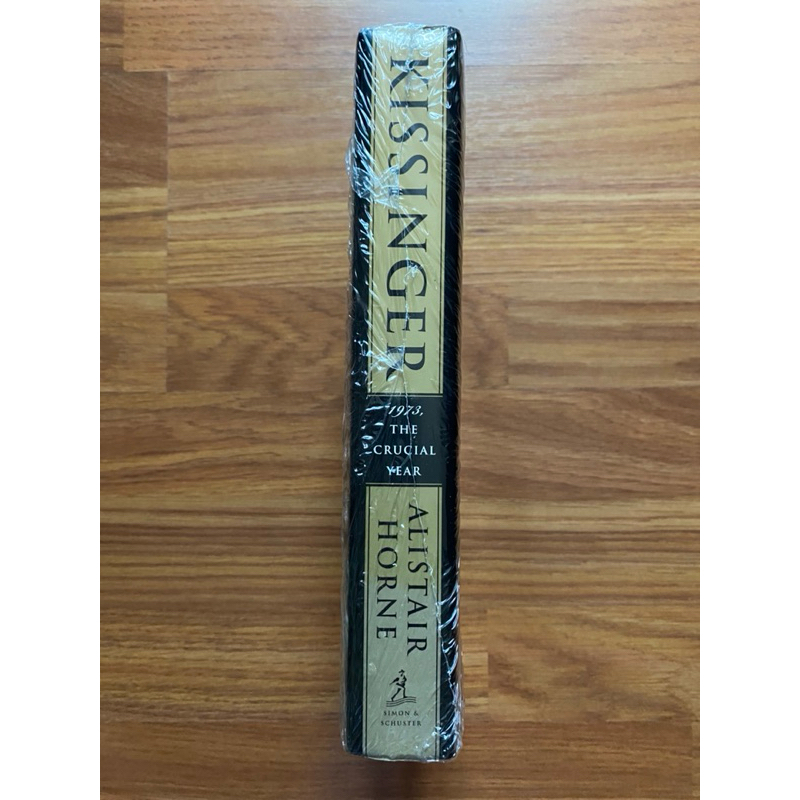 KISSINGER
1973,
THE
CRUCIAL
YEAR
ALISTAIR
HORNE
SIMON &
SCHUSTER